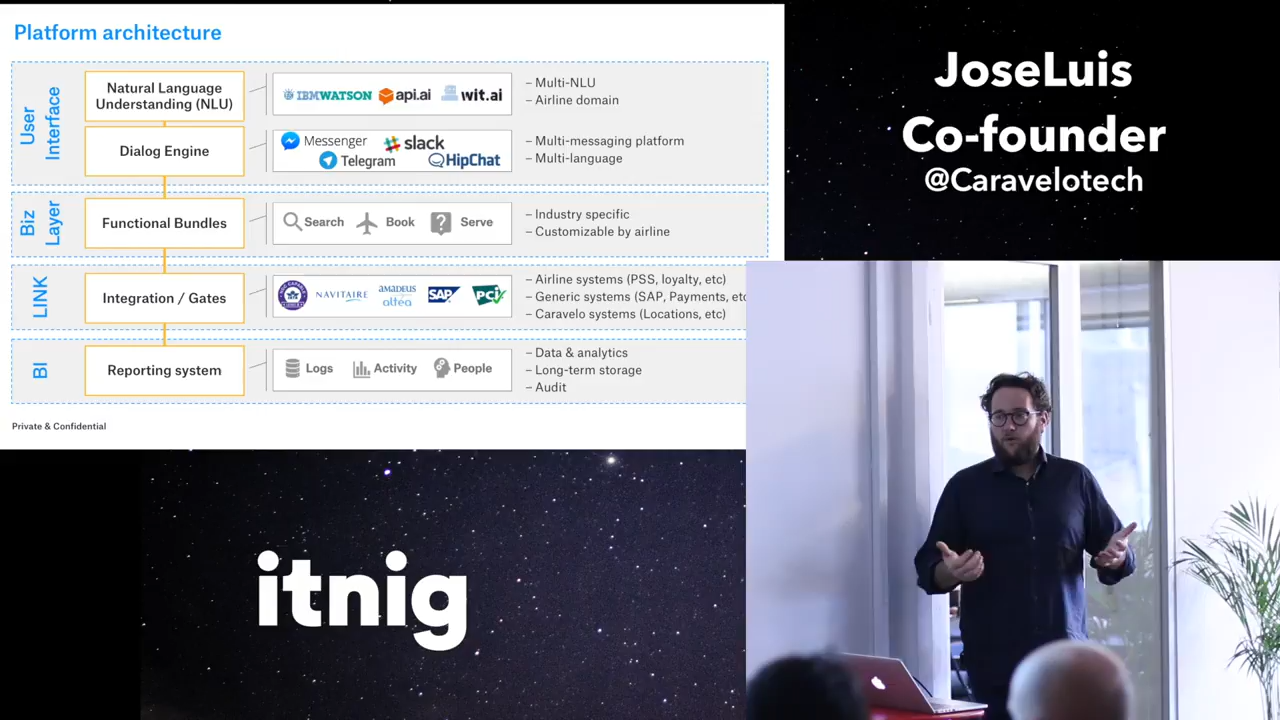 Platform architecture
User
Interface
Natural Language
Understanding (NLU)
IBM WATSON api.ai wit.ai
– Multi-NLU
– Airline domain
Dialog Engine
Messenger slack
Telegram HipChat
– Multi-messaging platform
– Multi-language
Biz
Layer
Functional Bundles
Search Book Serve
– Industry specific
– Customizable by airline
LINK
Integration / Gates
NAVITAIRE AMADEUS altea SAP PCI
– Airline systems (PSS, loyalty, etc)
– Generic systems (SAP, Payments, etc
– Caravelo systems (Locations, etc)
BI
Reporting system
Logs Activity People
– Data & analytics
– Long-term storage
– Audit
Private & Confidential
JoseLuis
Co-founder
@Caravelotech
itnig